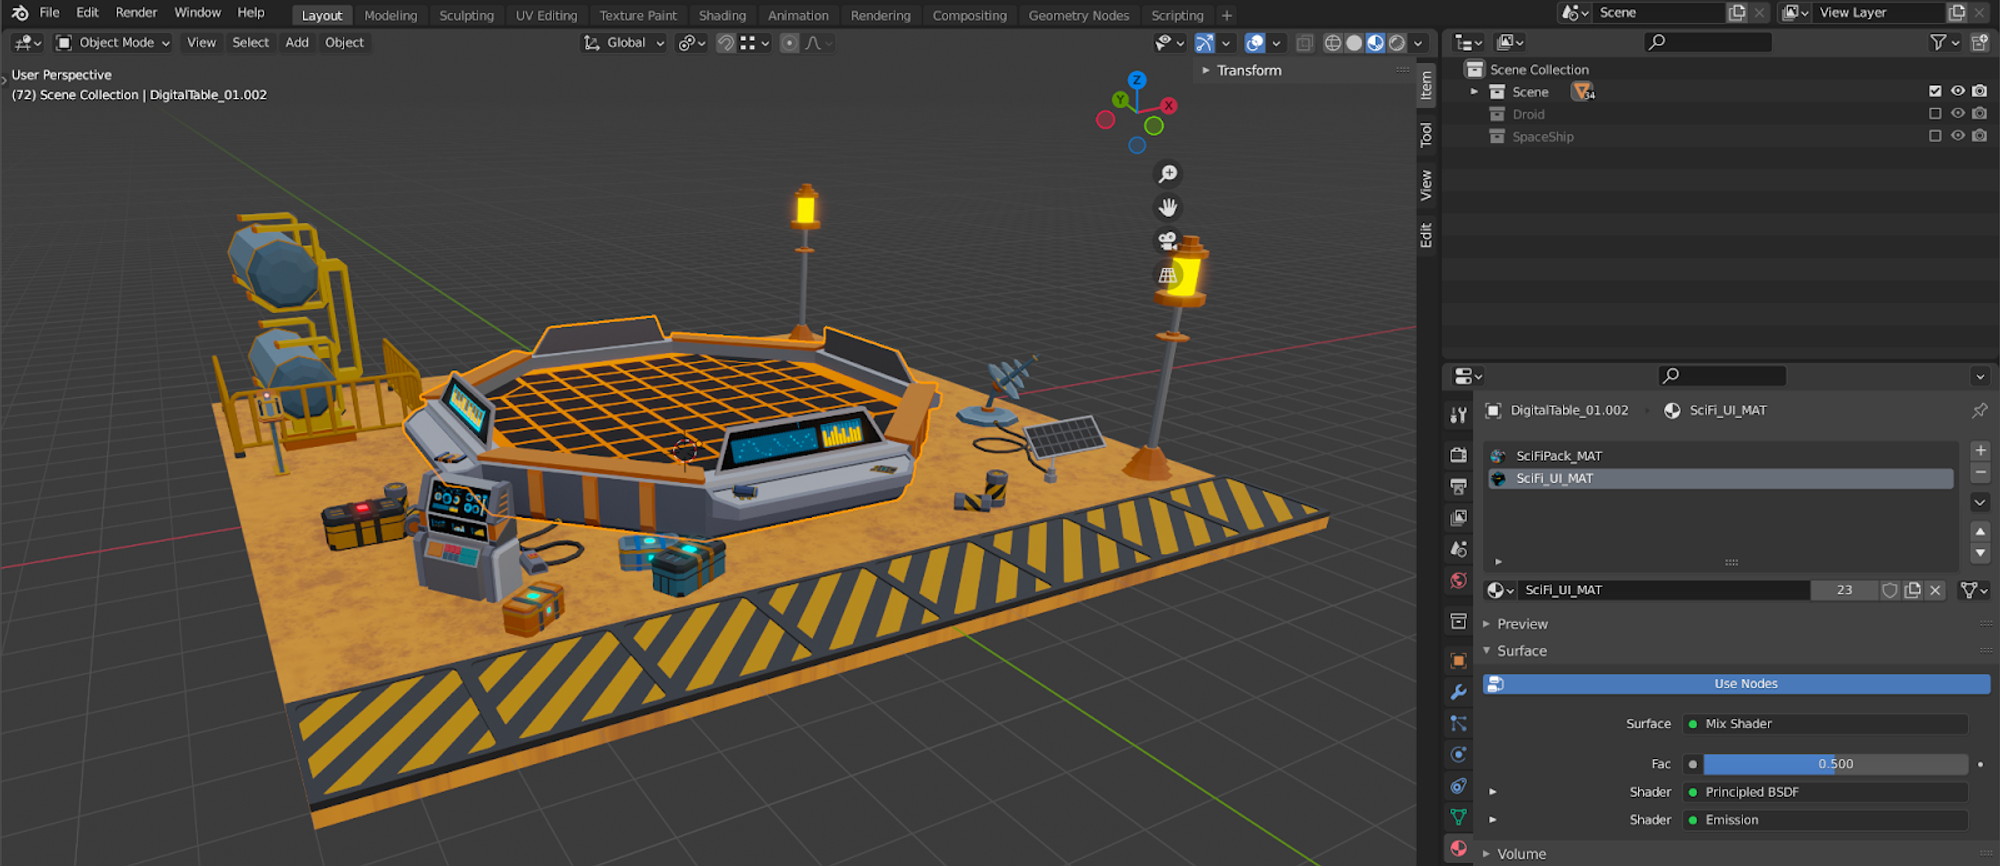 File Edit Render Window Help Layout Modeling Sculpting UV Editing Texture Paint Shading Animation Rendering Compositing Geometry Nodes Scripting + Scene View Layer
Object Mode View Select Add Object Global
User Perspective
(72) Scene Collection | DigitalTable_01.002
Transform
Z
Y
X
Item
Tool
View
Edit
Scene Collection
Scene 34
Droid
SpaceShip
DigitalTable_01.002 SciFi_UI_MAT
SciFiPack_MAT
SciFi_UI_MAT
SciFi_UI_MAT 23
Preview
Surface
Use Nodes
Surface Mix Shader
Fac 0.500
Shader Principled BSDF
Shader Emission
Volume